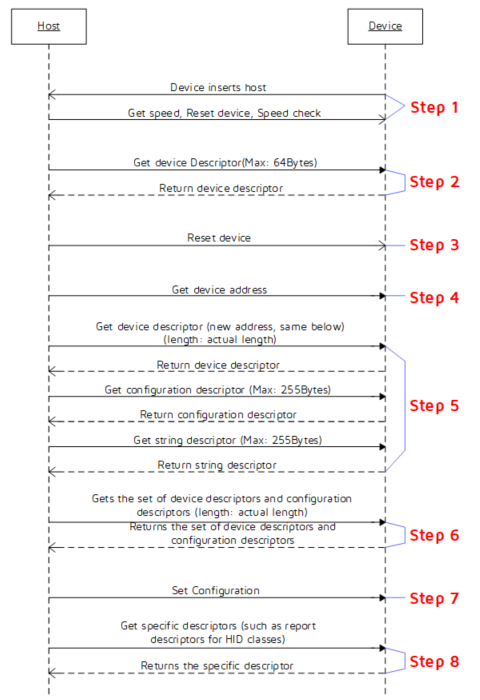 Host
Device
Device inserts host
Get speed, Reset device, Speed check
Step 1
Get device Descriptor(Max: 64Bytes)
Return device descriptor
Step 2
Reset device
Step 3
Get device address
Step 4
Get device descriptor (new address, same below)
(length: actual length)
Return device descriptor
Get configuration descriptor (Max: 255Bytes)
Return configuration descriptor
Get string descriptor (Max: 255Bytes)
Return string descriptor
Step 5
Gets the set of device descriptors and configuration
descriptors (length: actual length)
Returns the set of device descriptors and
configuration descriptors
Step 6
Set Configuration
Step 7
Get specific descriptors (such as report
descriptors for HID classes)
Returns the specific descriptor
Step 8